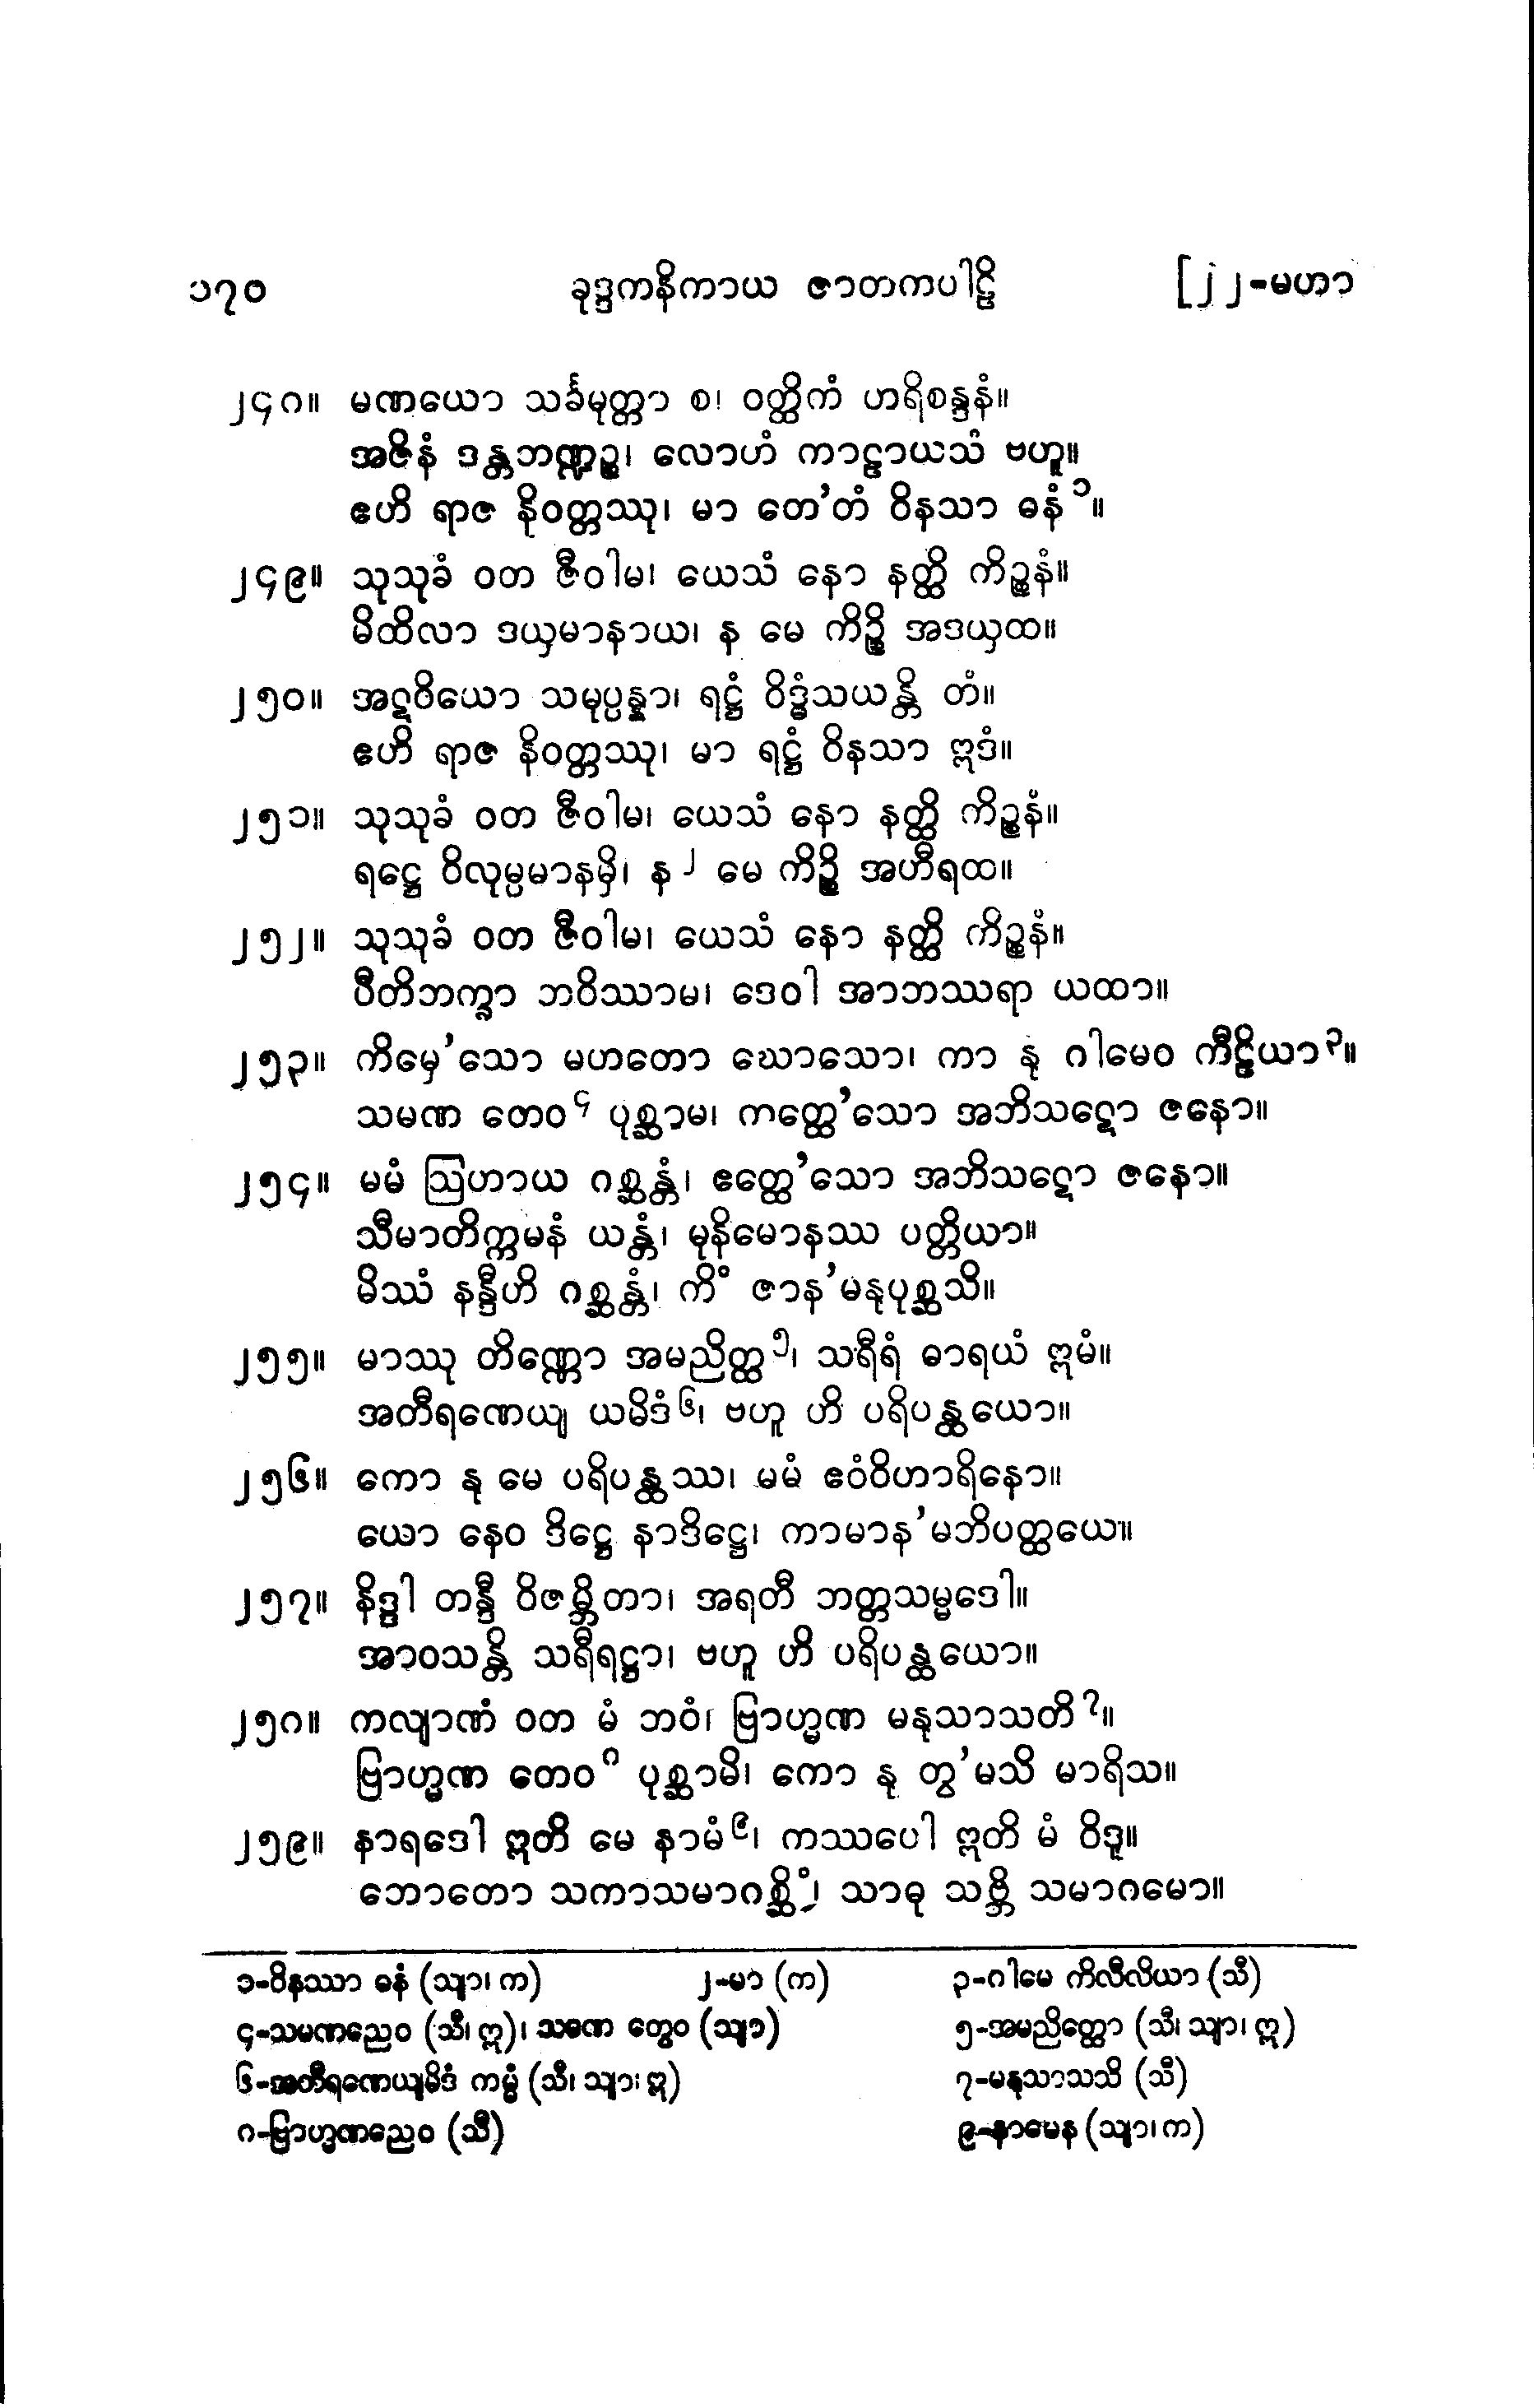 ၁၇၀ ခုဒ္ဒကနိကာယ ဇာတကပါဠိ [၂၂-မဟာ
၂၄၈။ မဏယော သင်္ခမုတ္တာ စ၊ ဝတ္ထိကံ ဟရိစန္ဒနံ။
အဇိနံ ဒန္တဘဏ္ဍဉ္စ၊ လောဟံ ကာဠာယသံ ဗဟူ။
ဧဟိ ရာဇ နိဝတ္တဿု၊ မာ တေ’တံ ဝိနသာ ဓနံ ၁။
၂၄၉။ သုသုခံ ဝတ ဇီဝါမ၊ ယေသံ နော နတ္ထိ ကိဉ္စနံ။
မိထိလာ ဒယှမာနာယ၊ န မေ ကိဉ္စိ အဒယှထ။
၂၅၀။ အဋဝိယော သမုပ္ပန္နာ၊ ရဋ္ဌံ ဝိဒ္ဓံသယန္တိ တံ။
ဧဟိ ရာဇ နိဝတ္တဿု၊ မာ ရဋ္ဌံ ဝိနသာ ဣဒံ။
၂၅၁။ သုသုခံ ဝတ ဇီဝါမ၊ ယေသံ နော နတ္ထိ ကိဉ္စနံ။
ရဋ္ဌေ ဝိလုမ္ပမာနမှိ၊ န ၂ မေ ကိဉ္စိ အဟီရထ။
၂၅၂။ သုသုခံ ဝတ ဇီဝါမ၊ ယေသံ နော နတ္ထိ ကိဉ္စနံ။
ပီတိဘက္ခာ ဘဝိဿာမ၊ ဒေဝါ အာဘဿရာ ယထာ။
၂၅၃။ ကိမှေ’သော မဟတော ဃောသော၊ ကာ နု ဂါမေဝ ကီဠိယာ ၃။
သမဏ တေဝ ၄ ပုစ္ဆာမ၊ ကတ္ထေ’သော အဘိသဋော ဇနော။
၂၅၄။ မမံ ဩဟာယ ဂစ္ဆန္တံ၊ ဧတ္ထေ’သော အဘိသဋော ဇနော။
သီမာတိက္ကမနံ ယန္တံ၊ မုနိမောနဿ ပတ္တိယာ။
မိဿံ နန္ဒီဟိ ဂစ္ဆန္တံ၊ ကိံ ဇာန’မနုပုစ္ဆသိ။
၂၅၅။ မာဿု တိဏ္ဏော အမညိတ္ထ ၅၊ သရီရံ ဓာရယံ ဣမံ။
အတီရဏေယျ ယမိဒံ ၆၊ ဗဟူ ဟိ ပရိပန္ထယော။
၂၅၆။ ကော နု မေ ပရိပန္ထဿ၊ မမံ ဧဝံဝိဟာရိနော။
ယော နေဝ ဒိဋ္ဌေ နာဒိဋ္ဌေ၊ ကာမာန’မဘိပတ္ထယေ။
၂၅၇။ နိဒ္ဒါ တန္ဒီ ဝိဇမ္ဘိတာ၊ အရတီ ဘတ္တသမ္မဒေါ။
အာဝသန္တိ သရီရဋ္ဌာ၊ ဗဟူ ဟိ ပရိပန္ထယော။
၂၅၈။ ကလျာဏံ ဝတ မံ ဘဝံ၊ ဗြာဟ္မဏ မနုသာသတိ ၇။
ဗြာဟ္မဏ တေဝ ၈ ပုစ္ဆာမိ၊ ကော နု တွ’မသိ မာရိသ။
၂၅၉။ နာရဒေါ ဣတိ မေ နာမံ ၉၊ ကဿပေါ ဣတိ မံ ဝိဒူ။
ဘောတော သကာသမာဂစ္ဆိံ၊ သာဓု သဗ္ဘိ သမာဂမော။
၁-ဝိနဿာ ဓနံ (သျာ၊ က) ၂-မာ (က) ၃-ဂါမေ ကိလီလိယာ (သီ)
၄-သမဏညေဝ (သီ၊ ဣ)၊ သမဏ တွေဝ (သျာ) ၅-အမညိတ္ထော (သီ၊ သျာ၊ ဣ)
၆-အတီရဏေယျမိဒံ ကမ္မံ (သီ၊ သျာ၊ ဣ) ၇-မနုသာသသိ (သီ)
၈-ဗြာဟ္မဏညေဝ (သီ) ၉-နာမေန (သျာ၊ က)